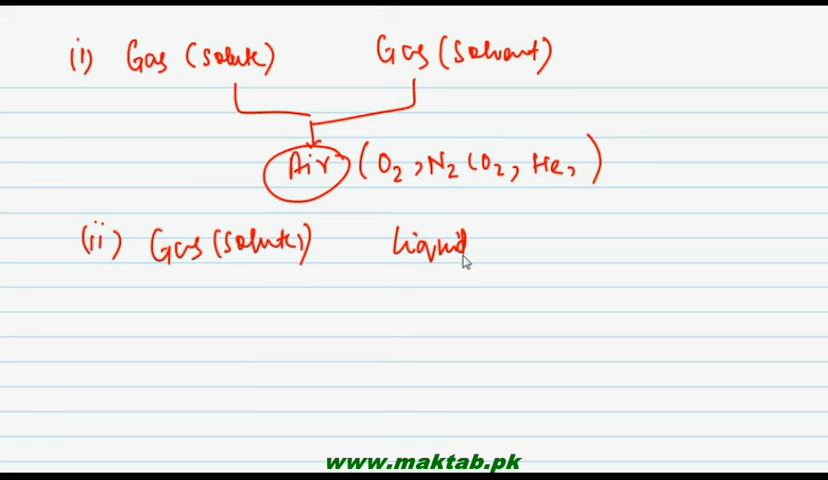 (i) Gas (Solute) Gas (Solvent)
Air (O2, N2 CO2, He,)
(ii) Gas (Solute) Liquid
www.maktab.pk